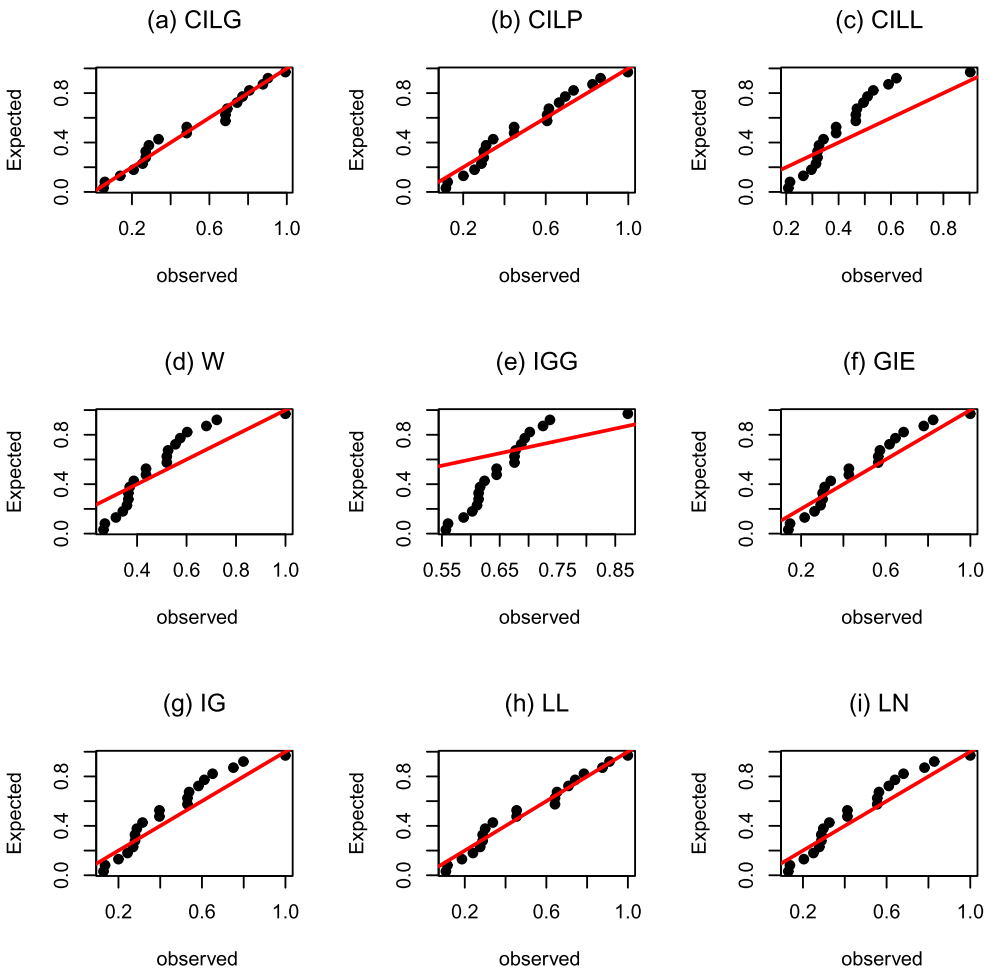 (a) CILG
Expected
0.0 0.4 0.8
0.2 0.6 1.0
observed
(b) CILP
Expected
0.0 0.4 0.8
0.2 0.6 1.0
observed
(c) CILL
Expected
0.0 0.4 0.8
0.2 0.4 0.6 0.8
observed
(d) W
Expected
0.0 0.4 0.8
0.4 0.6 0.8 1.0
observed
(e) IGG
Expected
0.0 0.4 0.8
0.55 0.65 0.75 0.85
observed
(f) GIE
Expected
0.0 0.4 0.8
0.2 0.6 1.0
observed
(g) IG
Expected
0.0 0.4 0.8
0.2 0.6 1.0
observed
(h) LL
Expected
0.0 0.4 0.8
0.2 0.6 1.0
observed
(i) LN
Expected
0.0 0.4 0.8
0.2 0.6 1.0
observed